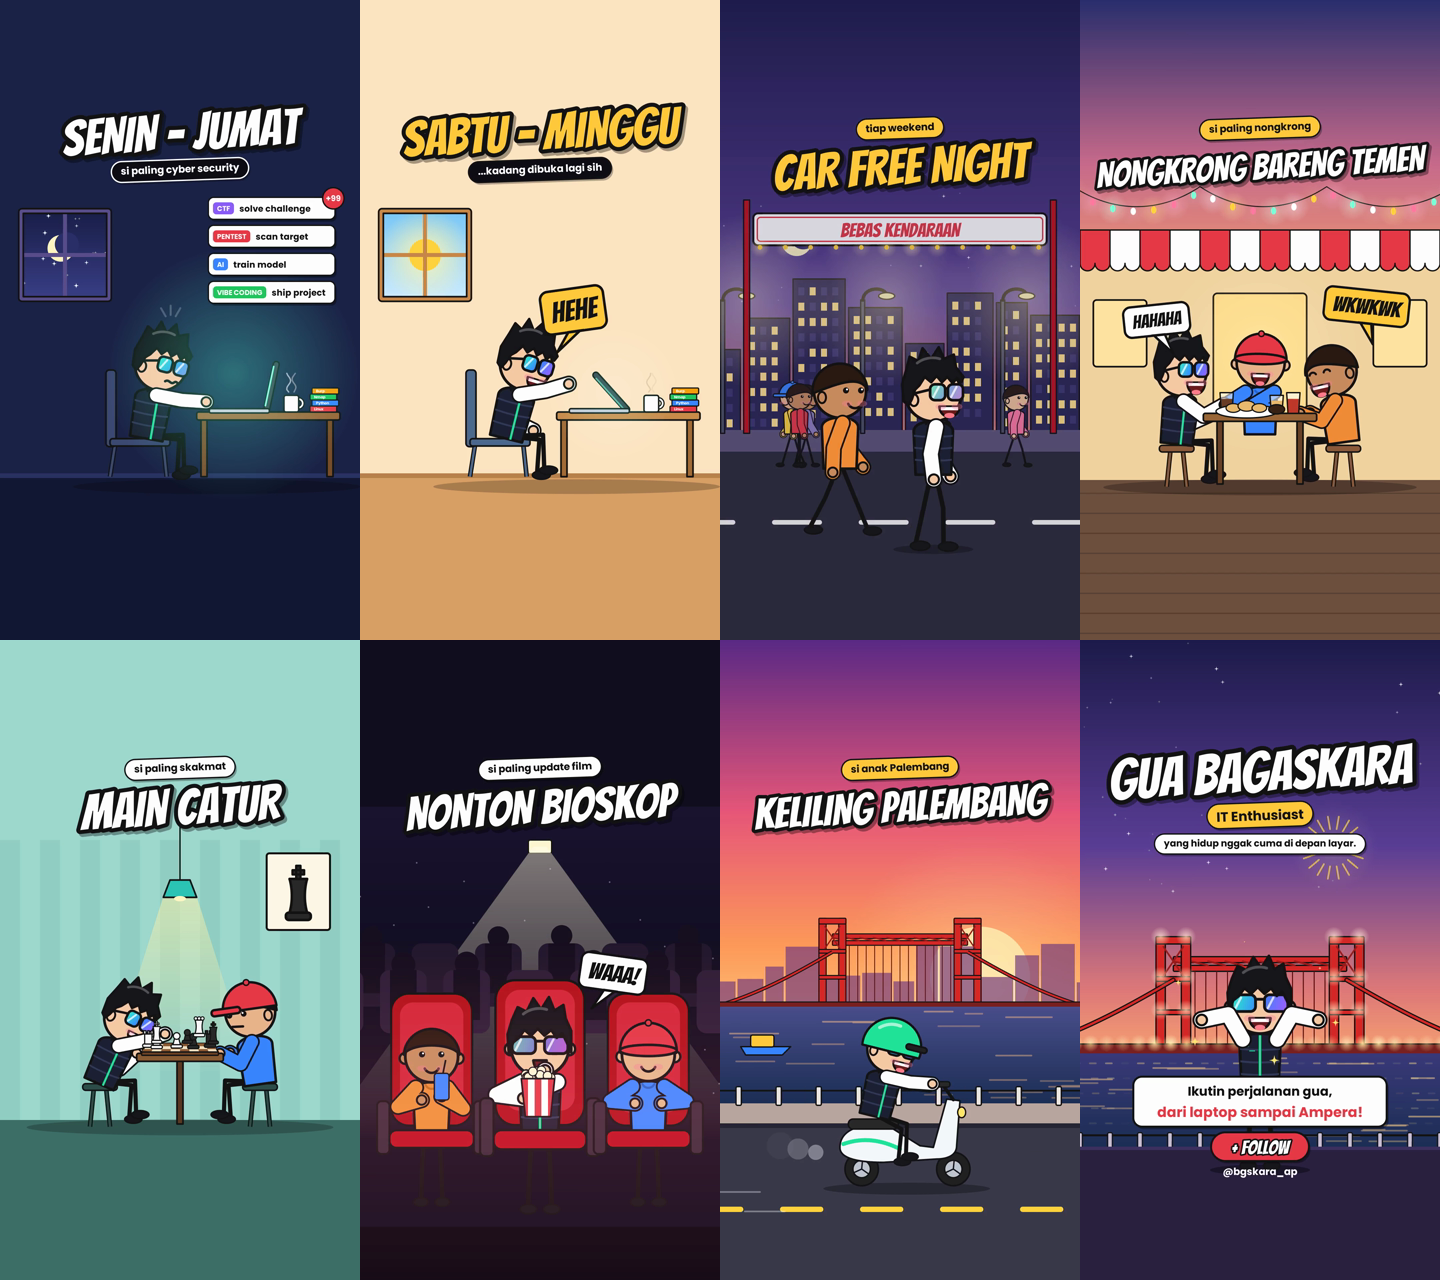 SENIN - JUMAT
si paling cyber security
+99
CTF solve challenge
PENTEST scan target
AI train model
VIBE CODING ship project
SABTU - MINGGU
...kadang dibuka lagi sih
HEHE
tiap weekend
CAR FREE NIGHT
BEBAS KENDARAAN
si paling nongkrong
NONGKRONG BARENG TEMEN
HAHAHA
WKWKWK
si paling skakmat
MAIN CATUR
si paling update film
NONTON BIOSKOP
WAAA!
si anak Palembang
KELILING PALEMBANG
GUA BAGASKARA
IT Enthusiast
yang hidup nggak cuma di depan layar.
Ikutin perjalanan gua,
dari laptop sampai Ampera!
+ FOLLOW
@bgskara_ap